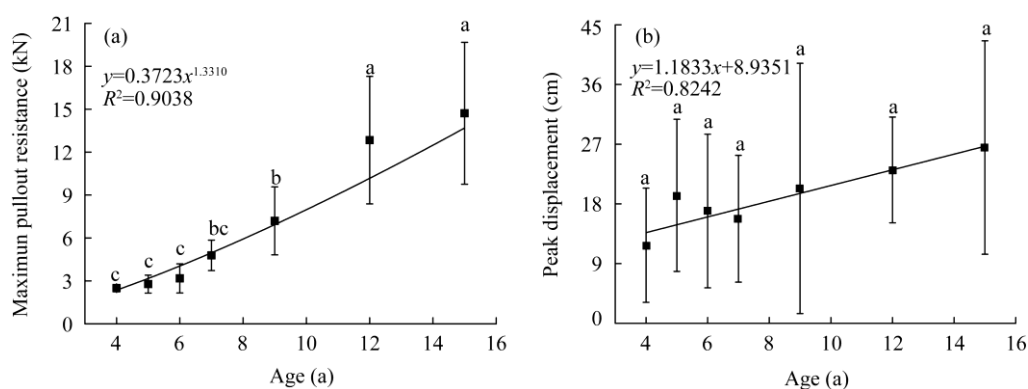 (a)
y=0.3723x^1.3310
R²=0.9038
Maximun pullout resistance (kN)
21
18
15
12
9
6
3
0
c
c
c
bc
b
a
a
4
6
8
10
12
14
16
Age (a)
(b)
y=1.1833x+8.9351
R²=0.8242
Peak displacement (cm)
45
36
27
18
9
0
a
a
a
a
a
a
a
4
6
8
10
12
14
16
Age (a)